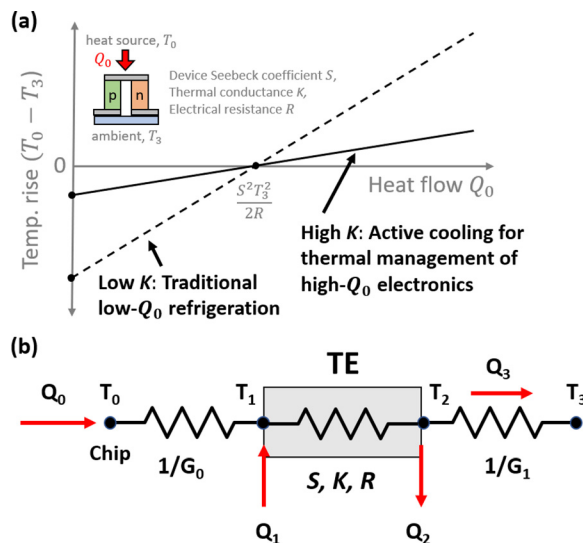 (a)
heat source, T₀
Q₀
p n
ambient, T₃
Device Seebeck coefficient S,
Thermal conductance K,
Electrical resistance R
Temp. rise (T₀ − T₃)
0
S²T₃²
2R
Heat flow Q₀
Low K: Traditional
low-Q₀ refrigeration
High K: Active cooling for
thermal management of
high-Q₀ electronics
(b)
TE
Q₀ T₀ T₁ T₂ Q₃ T₃
Chip
1/G₀ S, K, R 1/G₁
Q₁ Q₂